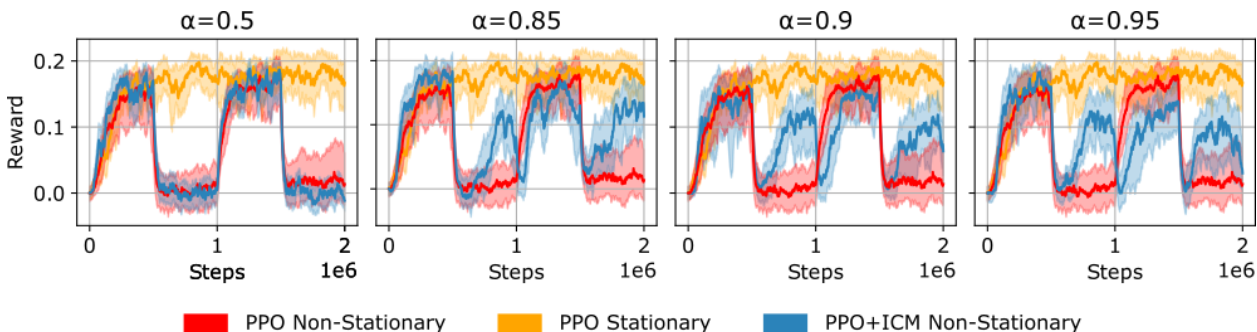 α=0.5 α=0.85 α=0.9 α=0.95
Reward
0.2
0.1
0.0
0 1 2 0 1 2 0 1 2 0 1 2
Steps 1e6 Steps 1e6 Steps 1e6 Steps 1e6
PPO Non-Stationary PPO Stationary PPO+ICM Non-Stationary